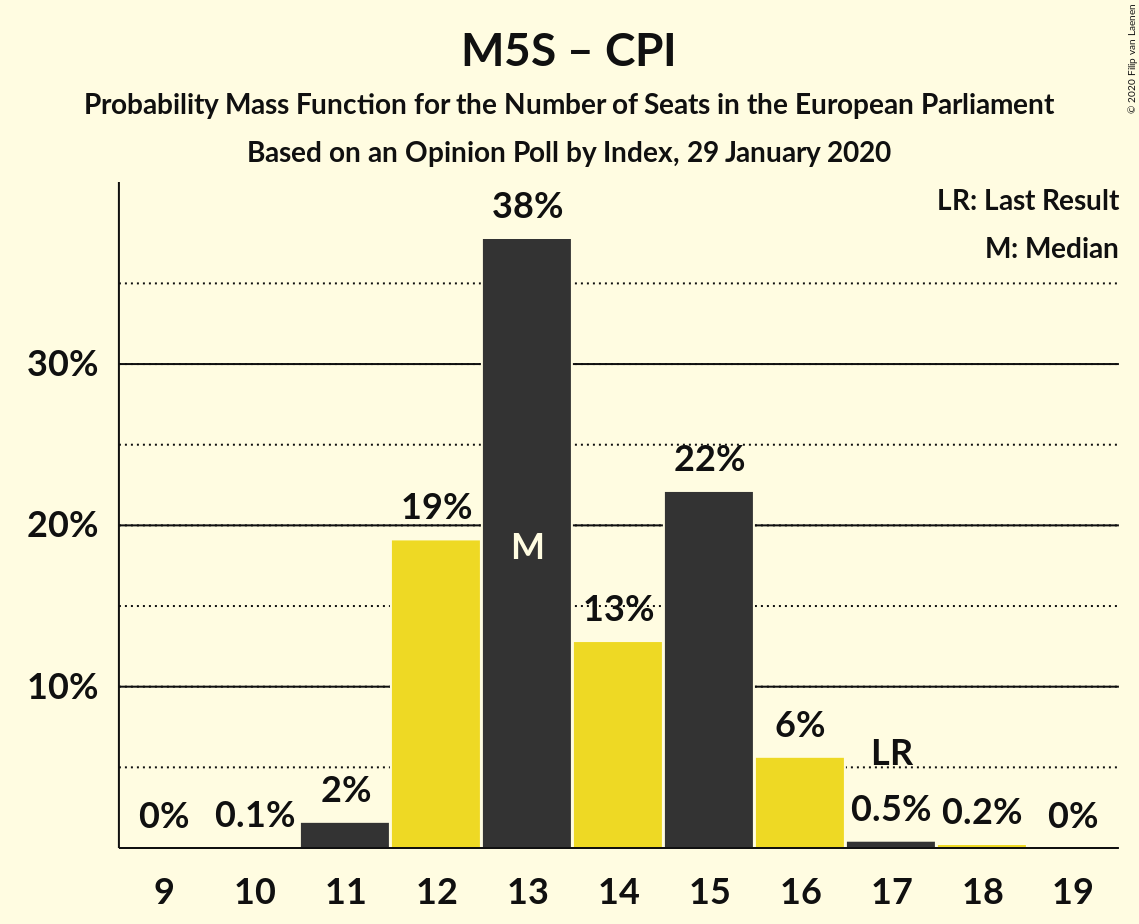 M5S – CPI
Probability Mass Function for the Number of Seats in the European Parliament
Based on an Opinion Poll by Index, 29 January 2020
© 2020 Filip van Laenen
LR: Last Result
M: Median
38%
30%
22%
19%
20%
M
13%
10%
6%
LR
2%
0%
0.1%
0.5%
0.2%
0%
9 10 11 12 13 14 15 16 17 18 19